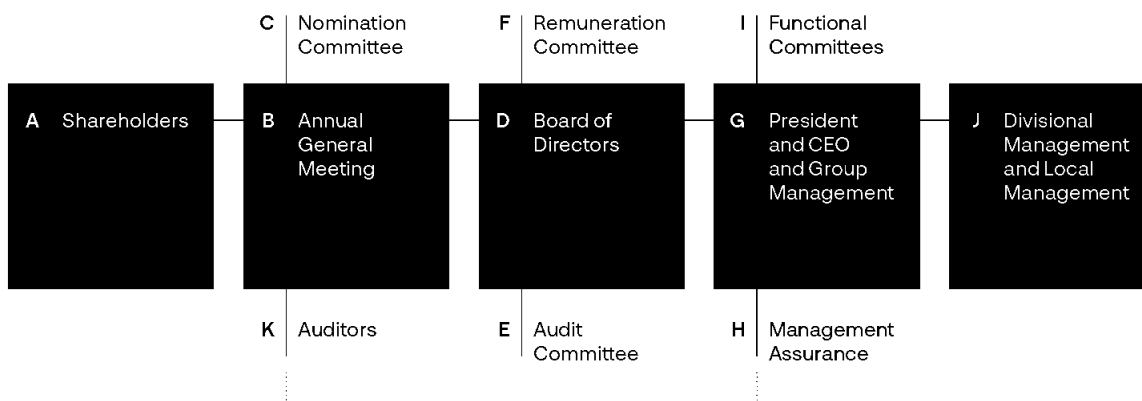 C Nomination
Committee
F Remuneration
Committee
I Functional
Committees
A Shareholders
B Annual
General
Meeting
D Board of
Directors
G President
and CEO
and Group
Management
J Divisional
Management
and Local
Management
K Auditors
E Audit
Committee
H Management
Assurance